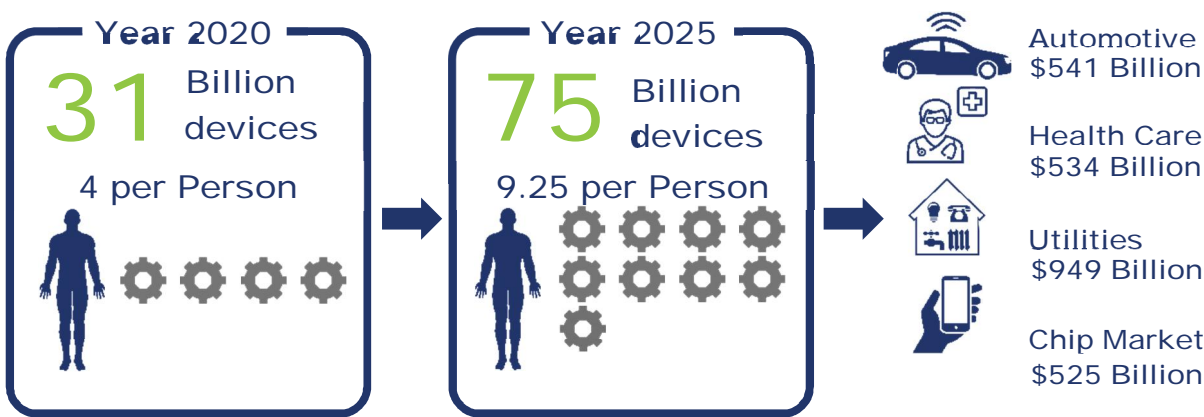 Year 2020
31 Billion
devices
4 per Person
Year 2025
75 Billion
devices
9.25 per Person
Automotive
$541 Billion
Health Care
$534 Billion
Utilities
$949 Billion
Chip Market
$525 Billion